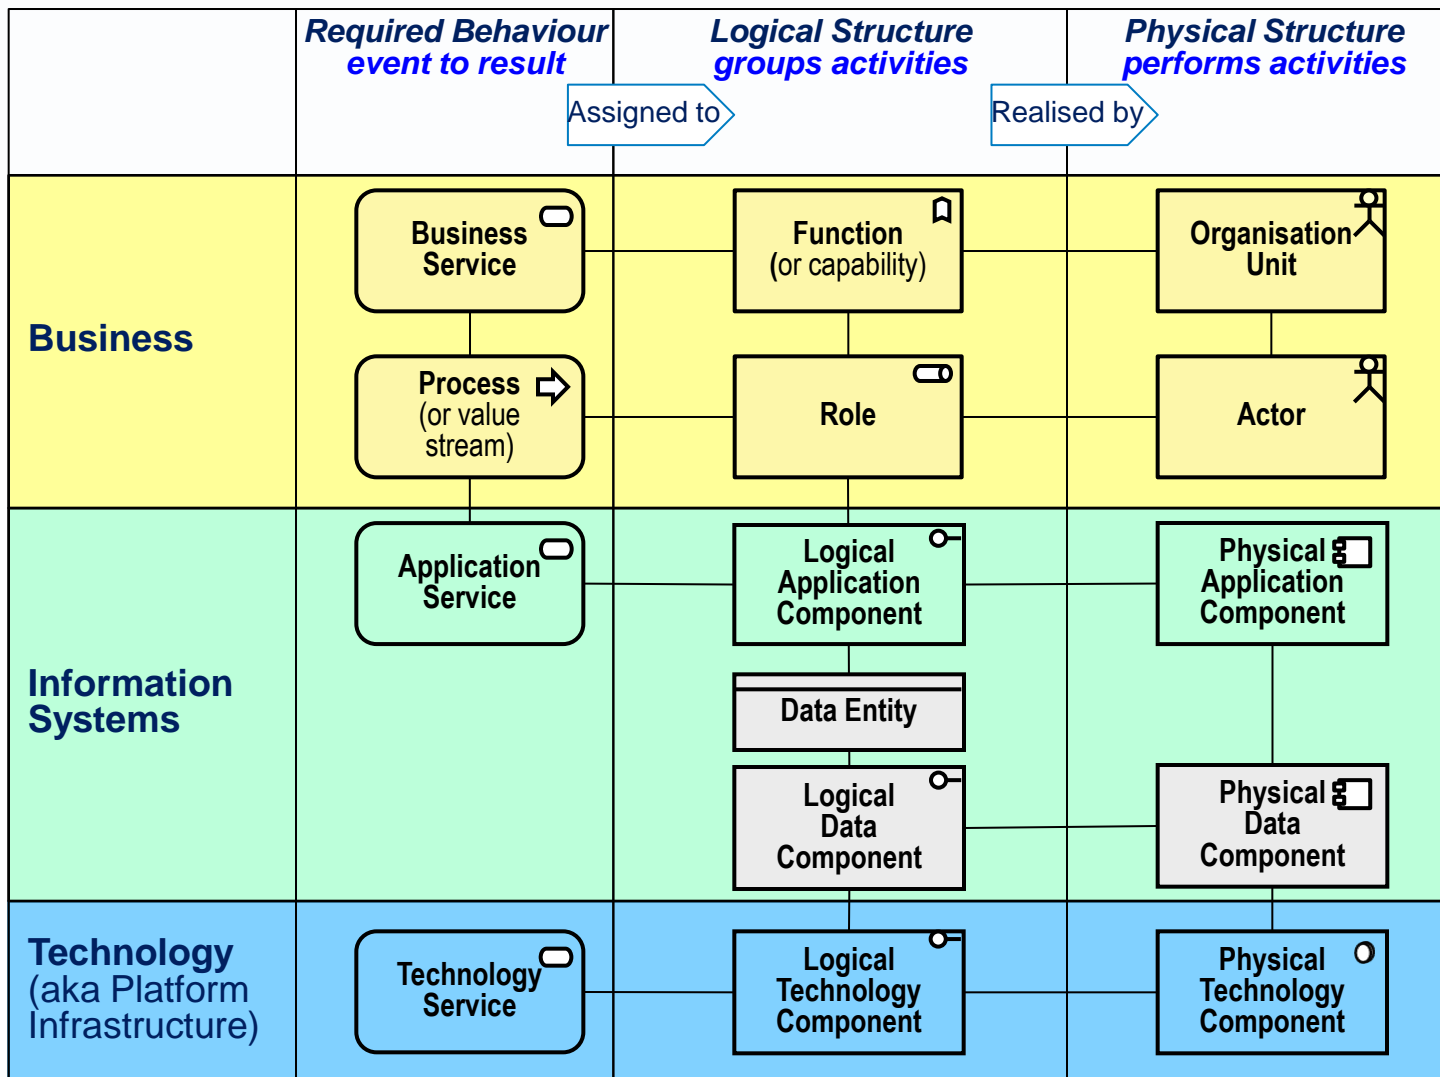 Required Behaviour
event to result
Logical Structure
groups activities
Physical Structure
performs activities
Assigned to
Realised by
Business
Business
Service
Function
(or capability)
Organisation
Unit
Process
(or value
stream)
Role
Actor
Information
Systems
Application
Service
Logical
Application
Component
Physical
Application
Component
Data Entity
Logical
Data
Component
Physical
Data
Component
Technology
(aka Platform
Infrastructure)
Technology
Service
Logical
Technology
Component
Physical
Technology
Component